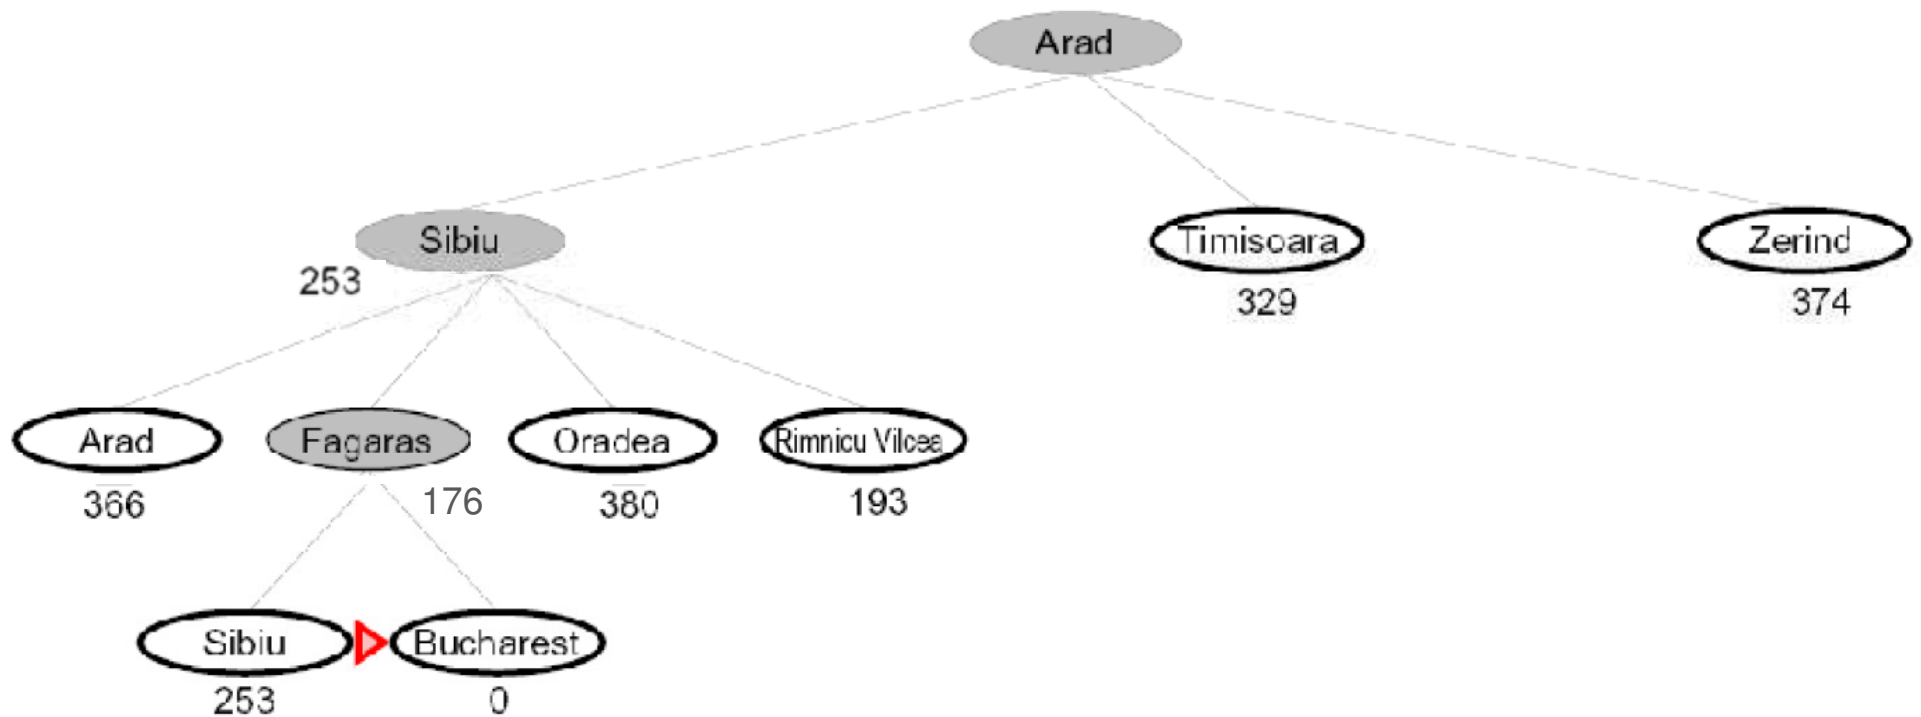 Arad
Sibiu
Timisoara
Zerind
253
329
374
Arad
Fagaras
Oradea
Rimnicu Vilcea
366
176
380
193
Sibiu
Bucharest
253
0